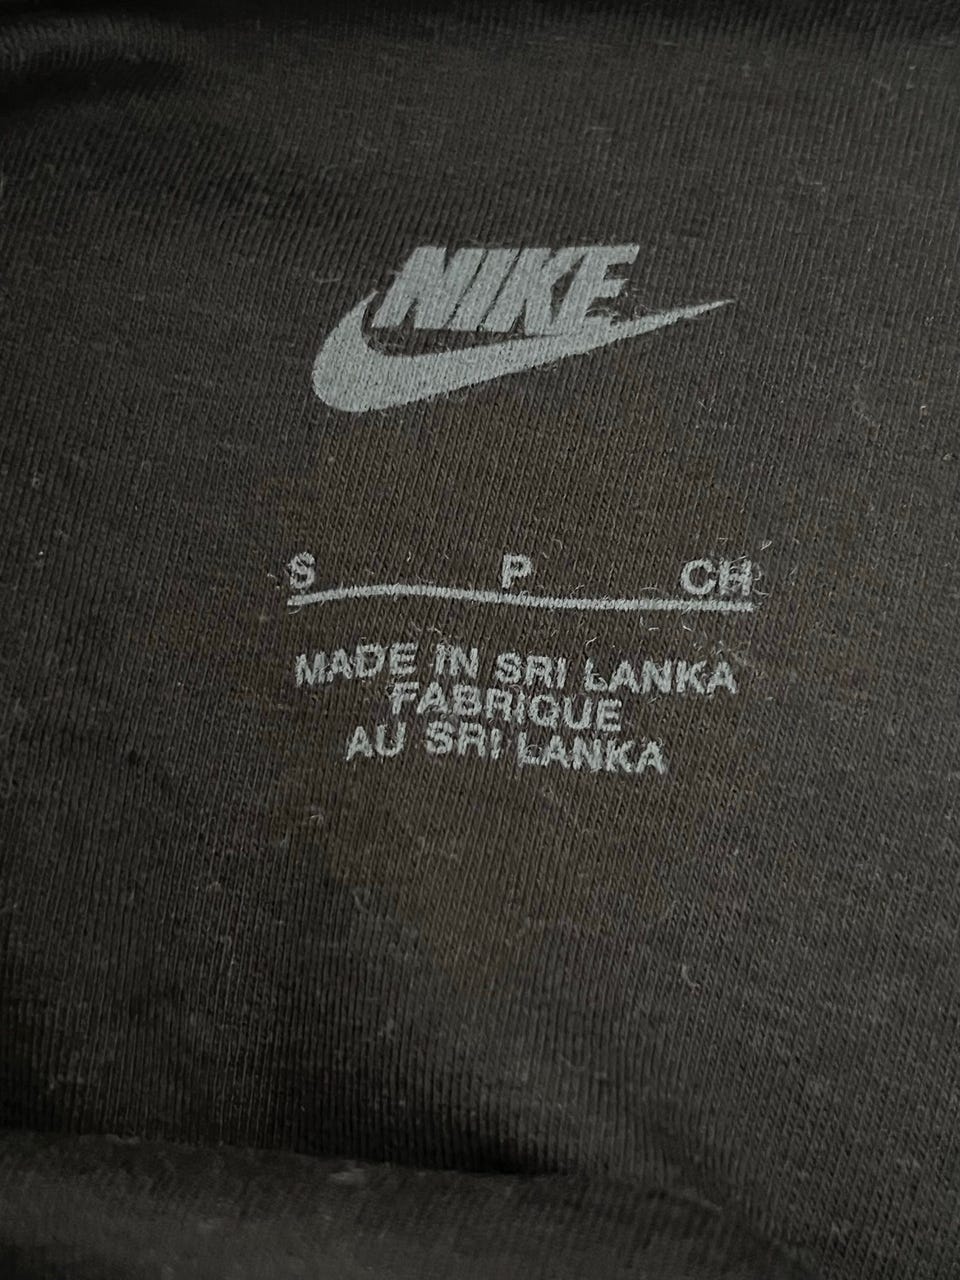 NIKE
S P CH
MADE IN SRI LANKA
FABRIQUE
AU SRI LANKA